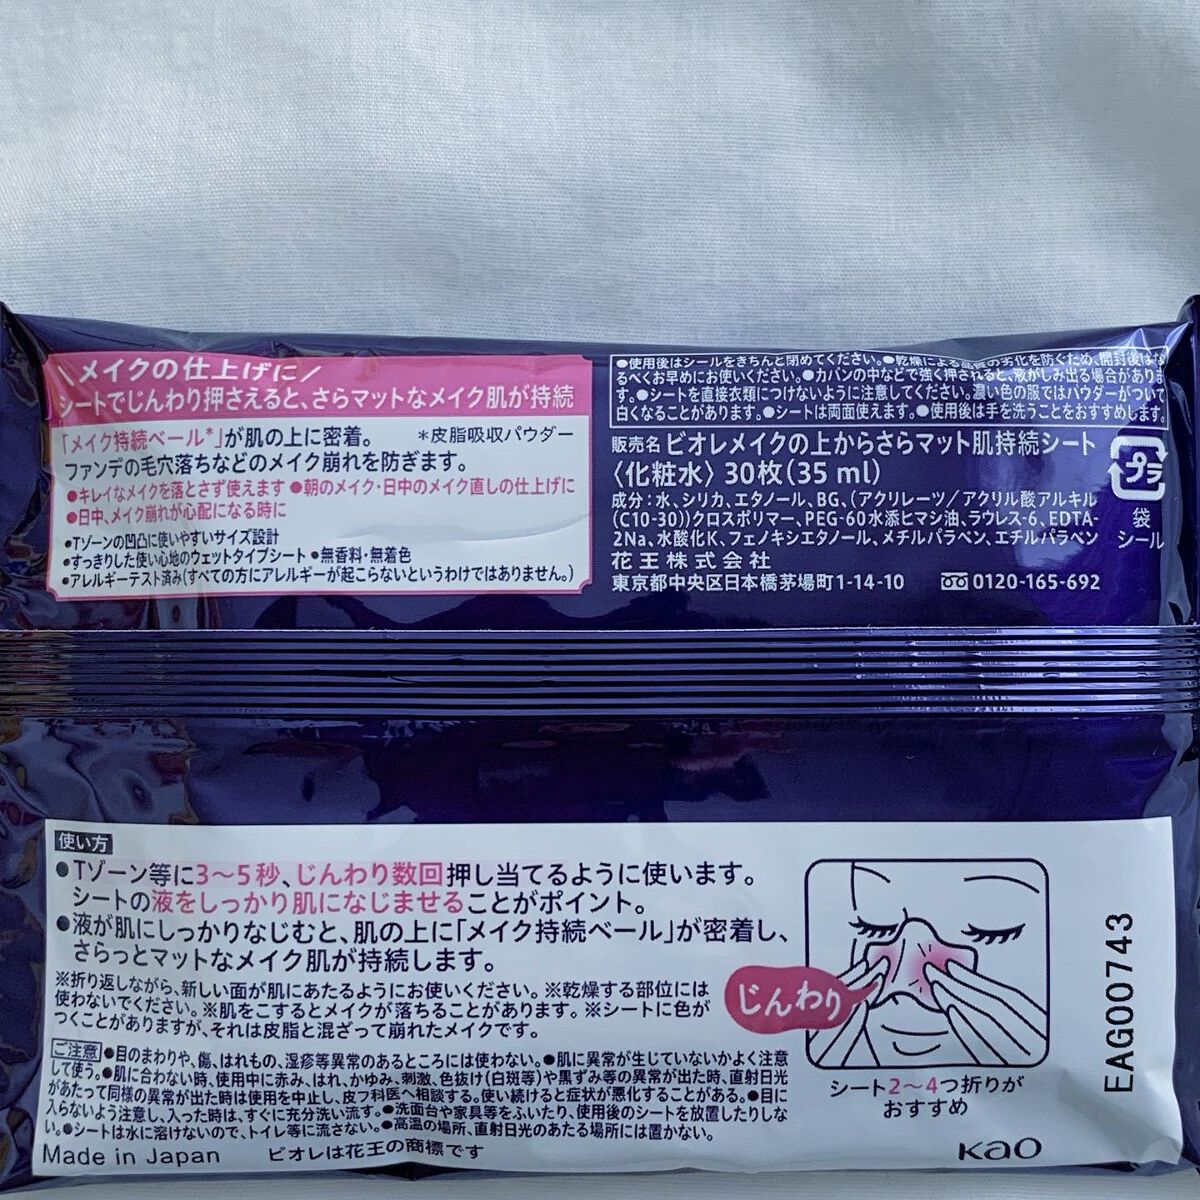 \メイクの仕上げに/
シートでじんわり押さえると、さらマットなメイク肌が持続
「メイク持続ベール*」が肌の上に密着。 *皮脂吸収パウダー
ファンデの毛穴落ちなどのメイク崩れを防ぎます。
●キレイなメイクを落とさず使えます ●朝のメイク・日中のメイク直しの仕上げに
●日中、メイク崩れが心配になる時に
●Tゾーンの凹凸に使いやすいサイズ設計
●すっきりした使い心地のウェットタイプシート ●無香料・無着色
●アレルギーテスト済み(すべての方にアレルギーが起こらないというわけではありません。)
●使用後はシールをきちんと閉めてください。●乾燥による品質の劣化を防ぐため、開封後はな
るべくお早めにお使いください。●カバンの中などで強く押されると、液がしみ出る場合がありま
す。●シートを直接衣類につけないように注意してください。濃い色の服ではパウダーがついて
白くなることがあります。●シートは両面使えます。●使用後は手を洗うことをおすすめします。
販売名 ビオレメイクの上からさらマット肌持続シート
〈化粧水〉 30枚(35 ml)
成分:水、シリカ、エタノール、BG、(アクリレーツ/アクリル酸アルキル
(C10-30))クロスポリマー、PEG-60水添ヒマシ油、ラウレス-6、EDTA-
2Na、水酸化K、フェノキシエタノール、メチルパラベン、エチルパラベン
花王株式会社
東京都中央区日本橋茅場町1-14-10 0120-165-692
プラ
袋
シール
使い方
●Tゾーン等に3〜5秒、じんわり数回押し当てるように使います。
シートの液をしっかり肌になじませることがポイント。
●液が肌にしっかりなじむと、肌の上に「メイク持続ベール」が密着し、
さらっとマットなメイク肌が持続します。
※折り返しながら、新しい面が肌にあたるようにお使いください。※乾燥する部位には
使わないでください。※肌をこするとメイクが落ちることがあります。※シートに色が
つくことがありますが、それは皮脂と混ざって崩れたメイクです。
ご注意 ●目のまわりや、傷、はれもの、湿疹等異常のあるところには使わない。●肌に異常が生じていないかよく注意
して使う。●肌に合わない時、使用中に赤み、はれ、かゆみ、刺激、色抜け(白斑等)や黒ずみ等の異常が出た時、直射日光
があたって同様の異常が出た時は使用を中止し、皮フ科医へ相談する。使い続けると症状が悪化することがある。●目に
入らないよう注意し、入った時は、すぐに充分洗い流す。●洗面台や家具等をふいたり、使用後のシートを放置したりしな
い。●シートは水に溶けないので、トイレ等に流さない。●高温の場所、直射日光のあたる場所には置かない。
Made in Japan ビオレは花王の商標です
じんわり
シート2〜4つ折りが
おすすめ
Kao
EAG00743